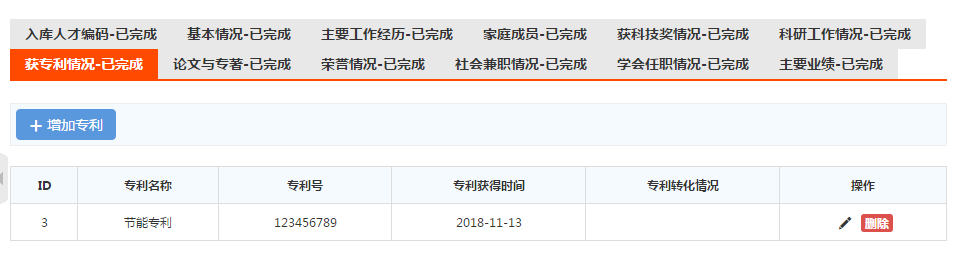 入库人才编码-已完成 基本情况-已完成 主要工作经历-已完成 家庭成员-已完成 获科技奖情况-已完成 科研工作情况-已完成
获专利情况-已完成 论文与专著-已完成 荣誉情况-已完成 社会兼职情况-已完成 学会任职情况-已完成 主要业绩-已完成
+ 增加专利
ID 专利名称 专利号 专利获得时间 专利转化情况 操作
3 节能专利 123456789 2018-11-13 删除